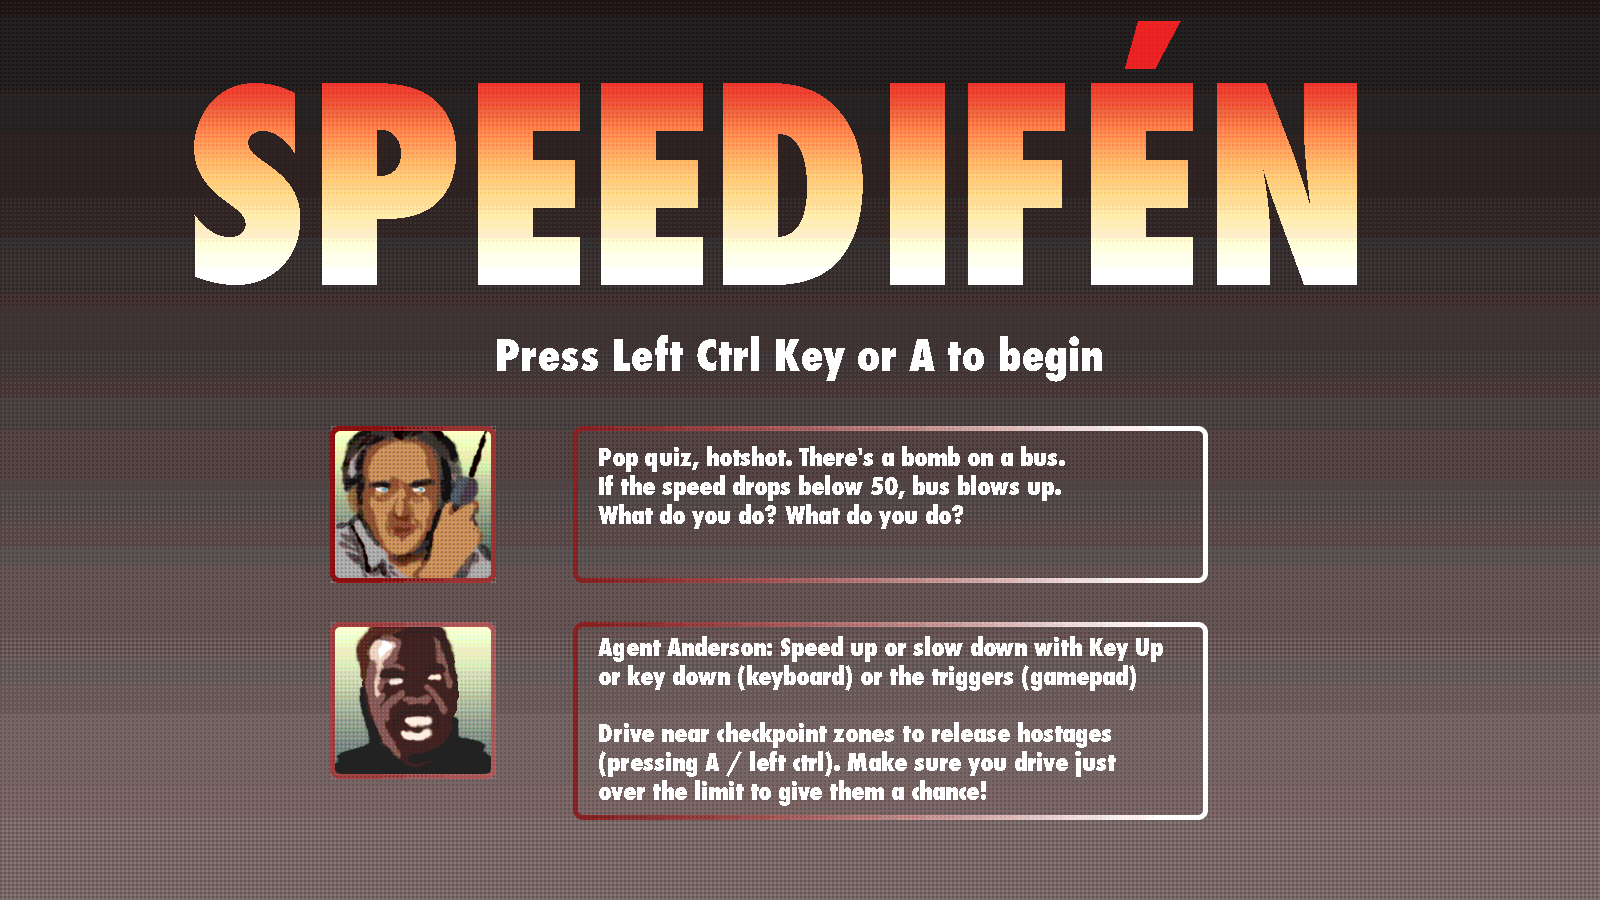 SPEEDIFÉN
Press Left Ctrl Key or A to begin
Pop quiz, hotshot. There's a bomb on a bus.
If the speed drops below 50, bus blows up.
What do you do? What do you do?
Agent Anderson: Speed up or slow down with Key Up
or key down (keyboard) or the triggers (gamepad)
Drive near checkpoint zones to release hostages
(pressing A / left ctrl). Make sure you drive just
over the limit to give them a chance!